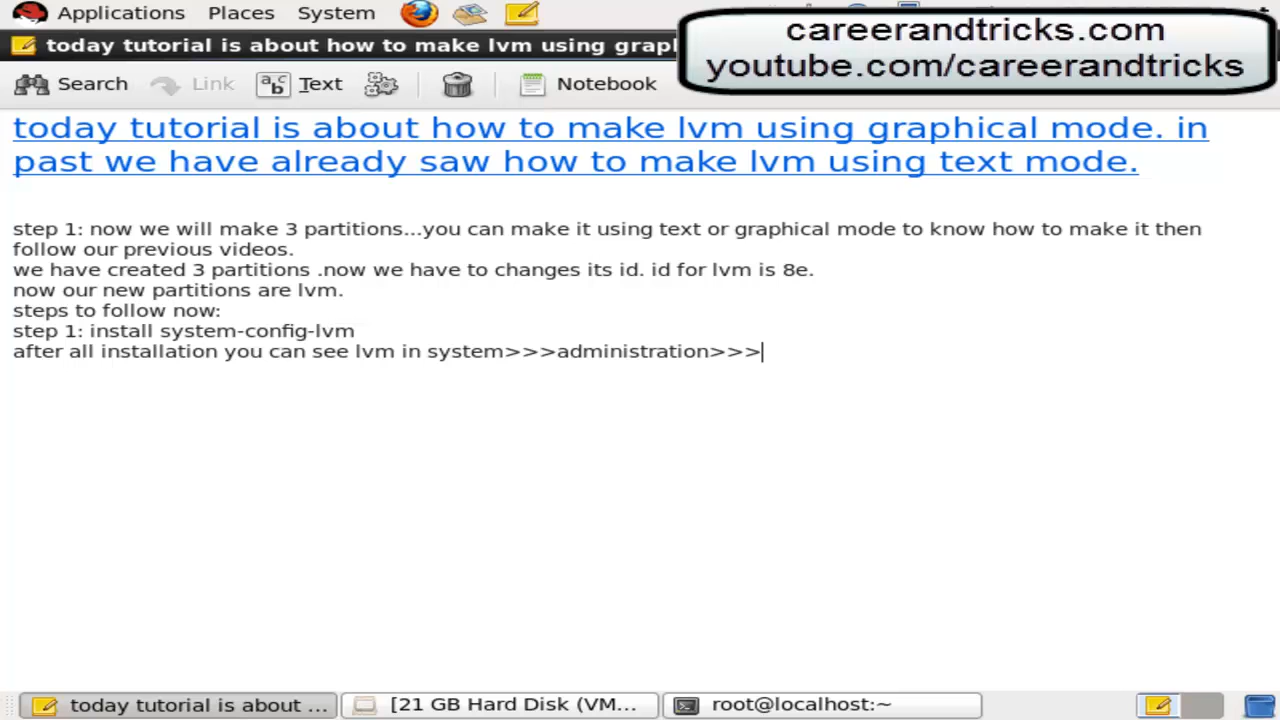 Applications Places System
careerandtricks.com
youtube.com/careerandtricks
today tutorial is about how to make lvm using grap
Search Link Text Notebook
today tutorial is about how to make lvm using graphical mode. in
past we have already saw how to make lvm using text mode.
step 1: now we will make 3 partitions...you can make it using text or graphical mode to know how to make it then
follow our previous videos.
we have created 3 partitions .now we have to changes its id. id for lvm is 8e.
now our new partitions are lvm.
steps to follow now:
step 1: install system-config-lvm
after all installation you can see lvm in system>>>administration>>>
today tutorial is about ... [21 GB Hard Disk (VM... root@localhost:~